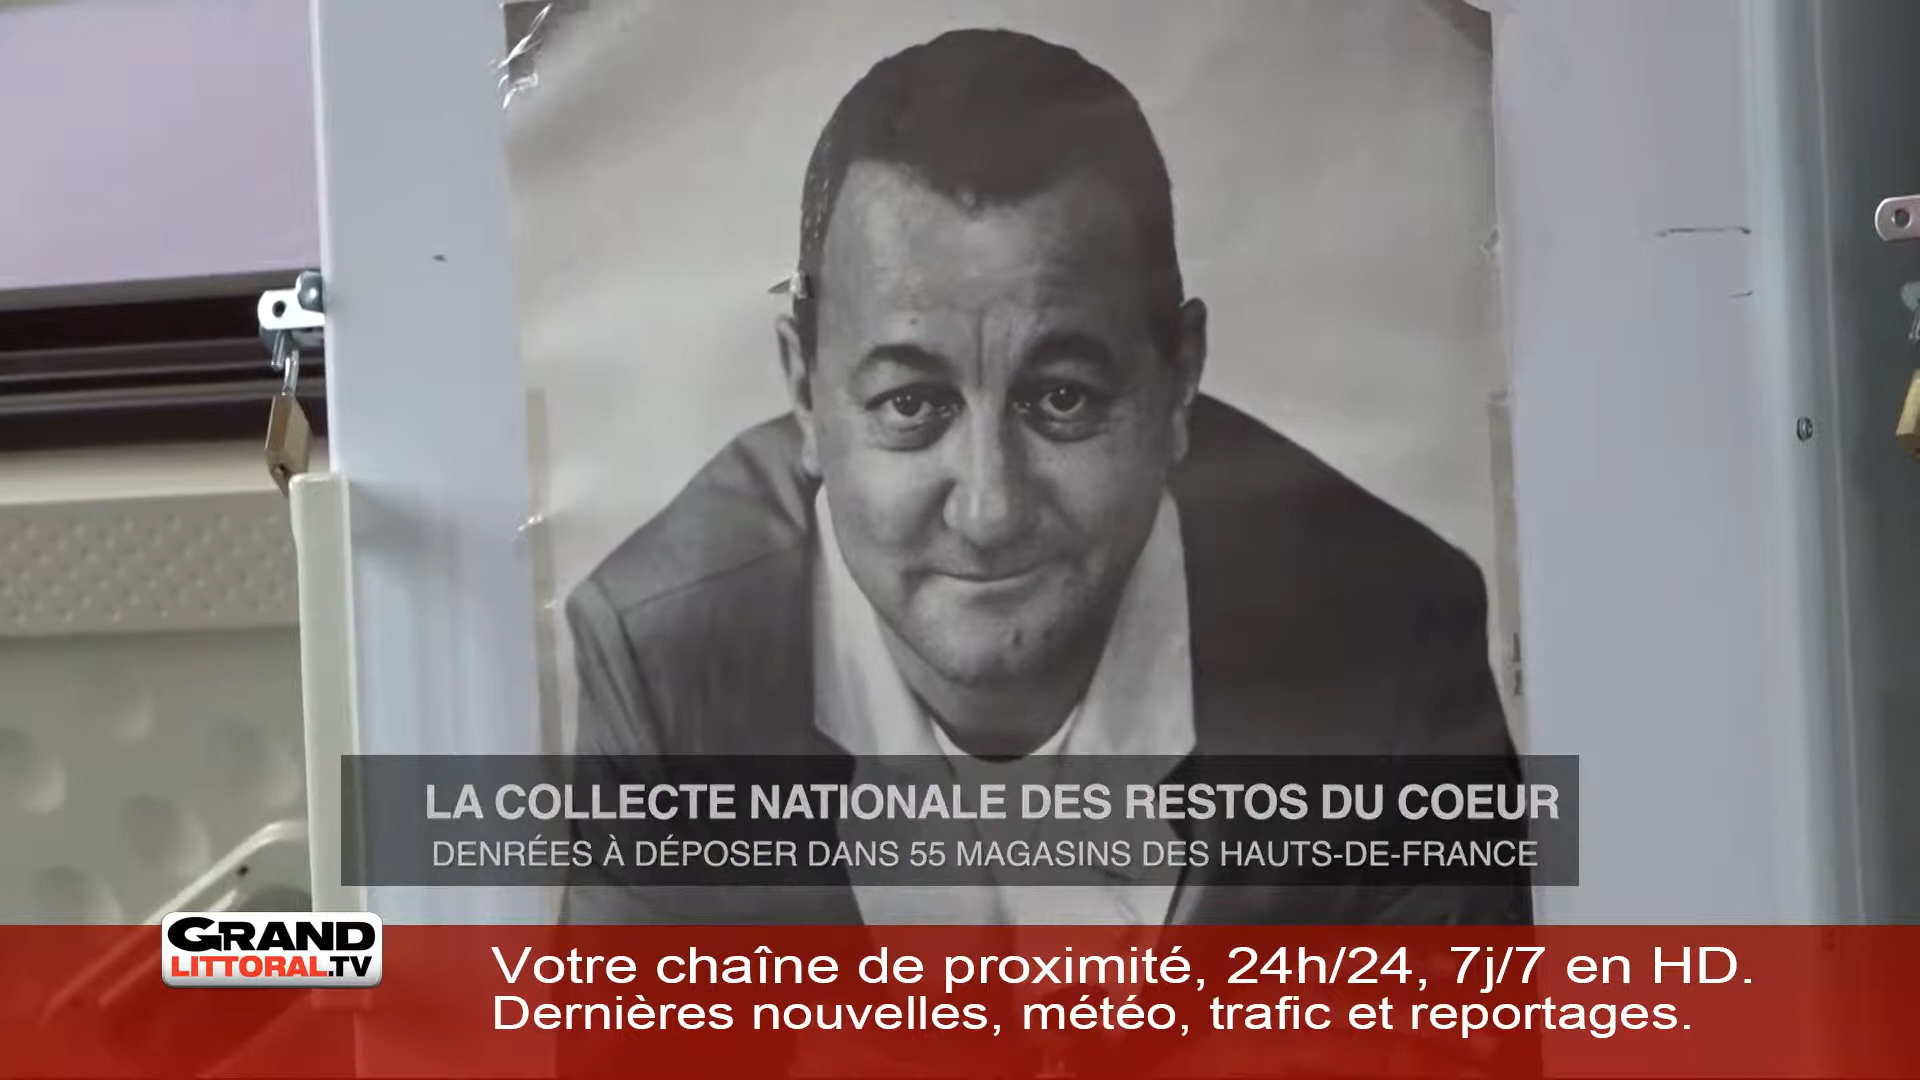 LA COLLECTE NATIONALE DES RESTOS DU COEUR
DENRÉES À DÉPOSER DANS 55 MAGASINS DES HAUTS-DE-FRANCE
GRAND
LITTORAL.TV
Votre chaîne de proximité, 24h/24, 7j/7 en HD.
Dernières nouvelles, météo, trafic et reportages.